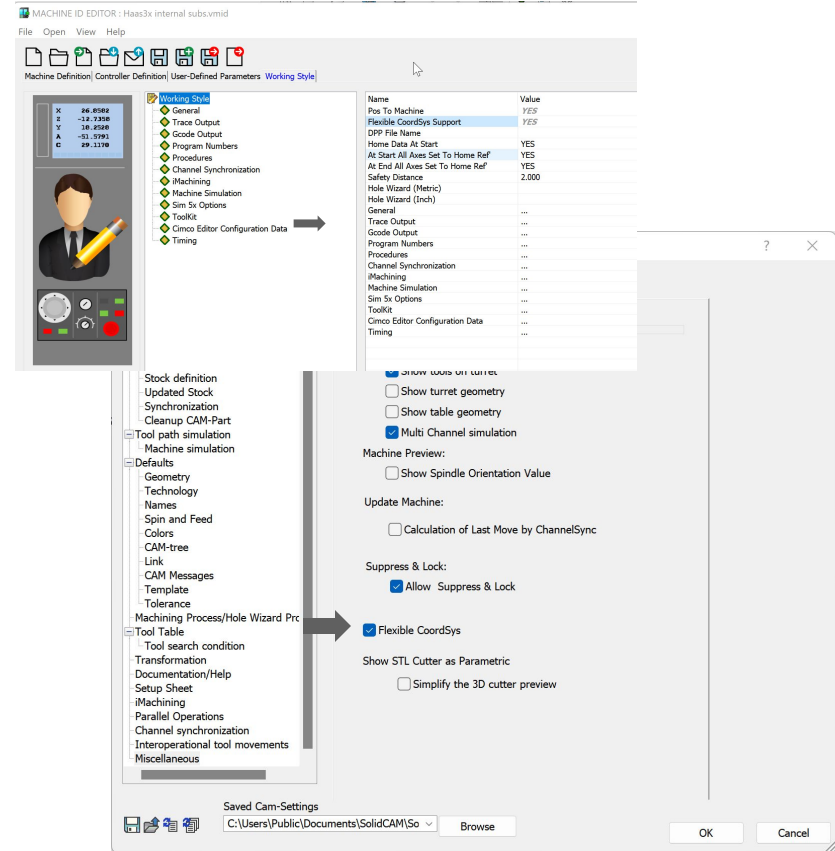 MACHINE ID EDITOR : Haas3x internal subs.vmid
File Open View Help
Machine Definition Controller Definition User-Defined Parameters Working Style
X 26.0502
Z -12.7350
Y 10.2520
A -51.5791
C 29.1170
Working Style
General
Trace Output
Gcode Output
Program Numbers
Procedures
Channel Synchronization
iMachining
Machine Simulation
Sim 5x Options
ToolKit
Cimco Editor Configuration Data
Timing
Name Value
Pos To Machine YES
Flexible CoordSys Support YES
DPP File Name
Home Data At Start YES
At Start All Axes Set To Home Ref' YES
At End All Axes Set To Home Ref' YES
Safety Distance 2.000
Hole Wizard (Metric)
Hole Wizard (Inch)
General ...
Trace Output ...
Gcode Output ...
Program Numbers ...
Procedures ...
Channel Synchronization ...
iMachining ...
Machine Simulation ...
Sim 5x Options ...
ToolKit ...
Cimco Editor Configuration Data ...
Timing ...
?
Stock definition
Updated Stock
Synchronization
Cleanup CAM-Part
Tool path simulation
Machine simulation
Defaults
Geometry
Technology
Names
Spin and Feed
Colors
CAM-tree
Link
CAM Messages
Template
Tolerance
Machining Process/Hole Wizard Prc
Tool Table
Tool search condition
Transformation
Documentation/Help
Setup Sheet
iMachining
Parallel Operations
Channel synchronization
Interoperational tool movements
Miscellaneous
Show tools on turret
Show turret geometry
Show table geometry
Multi Channel simulation
Machine Preview:
Show Spindle Orientation Value
Update Machine:
Calculation of Last Move by ChannelSync
Suppress & Lock:
Allow Suppress & Lock
Flexible CoordSys
Show STL Cutter as Parametric
Simplify the 3D cutter preview
Saved Cam-Settings
C:\Users\Public\Documents\SolidCAM\So Browse
OK Cancel